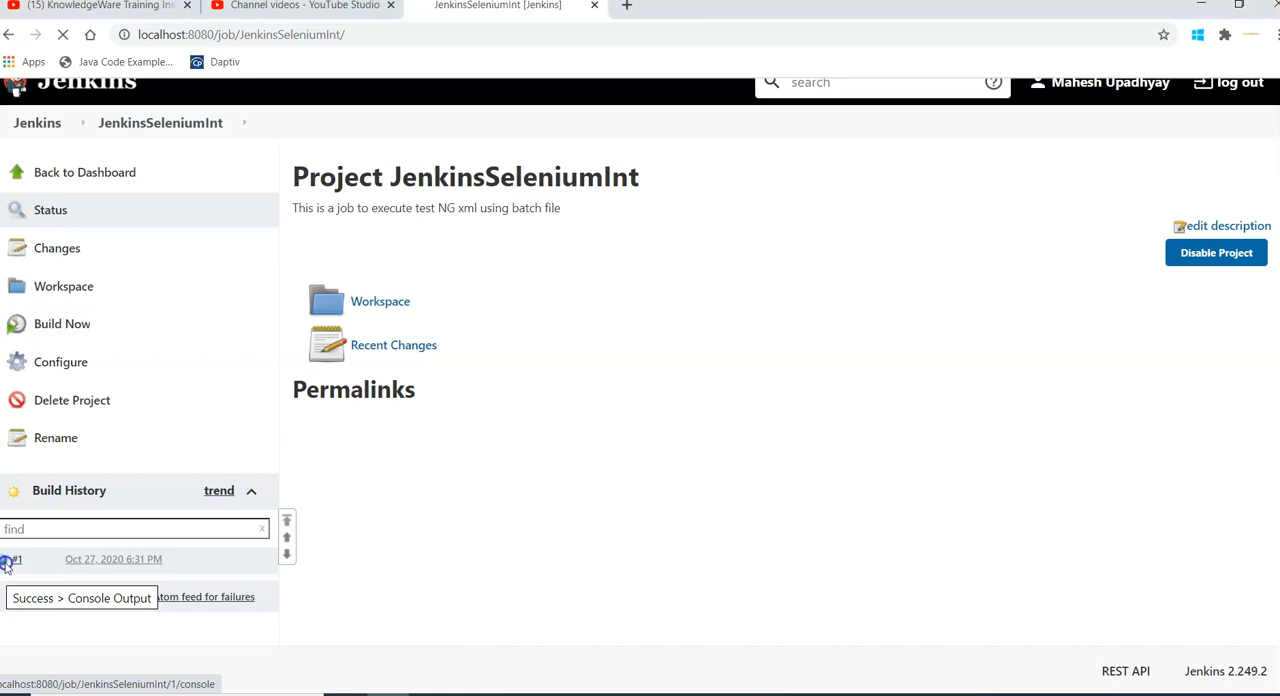 (15) KnowledgeWare Training Ins
Channel videos - YouTube Studio
JenkinsSeleniumInt [Jenkins]
localhost:8080/job/JenkinsSeleniumInt/
Apps
Java Code Example...
Cp
Daptiv
Jenkins
search
Mahesh Upadhyay
log out
Jenkins
JenkinsSeleniumInt
Back to Dashboard
Status
Changes
Workspace
Build Now
Configure
Delete Project
Rename
Build History
trend
find
x
#1
Oct 27, 2020 6:31 PM
Success > Console Output
Atom feed for failures
Project JenkinsSeleniumInt
This is a job to execute test NG xml using batch file
edit description
Disable Project
Workspace
Recent Changes
Permalinks
REST API
Jenkins 2.249.2
ocalhost:8080/job/JenkinsSeleniumInt/1/console